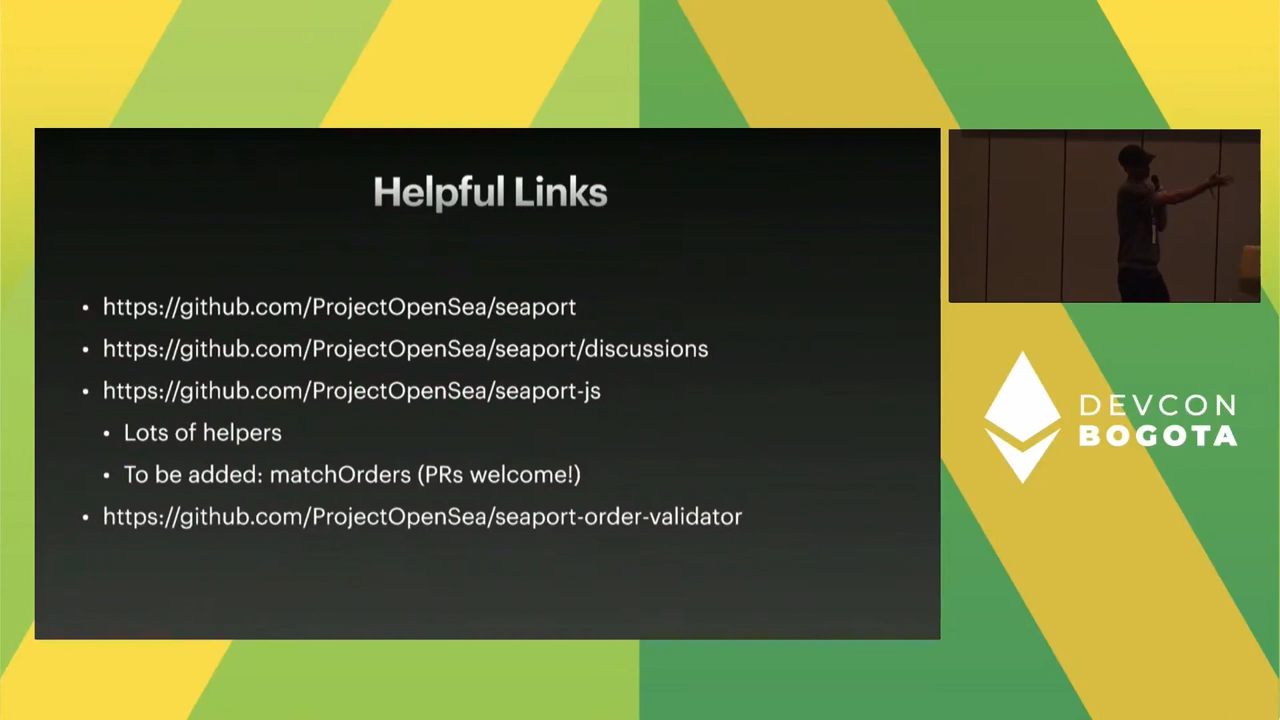 Helpful Links
• https://github.com/ProjectOpenSea/seaport
• https://github.com/ProjectOpenSea/seaport/discussions
• https://github.com/ProjectOpenSea/seaport-js
• Lots of helpers
• To be added: matchOrders (PRs welcome!)
• https://github.com/ProjectOpenSea/seaport-order-validator
DEVCON
BOGOTA